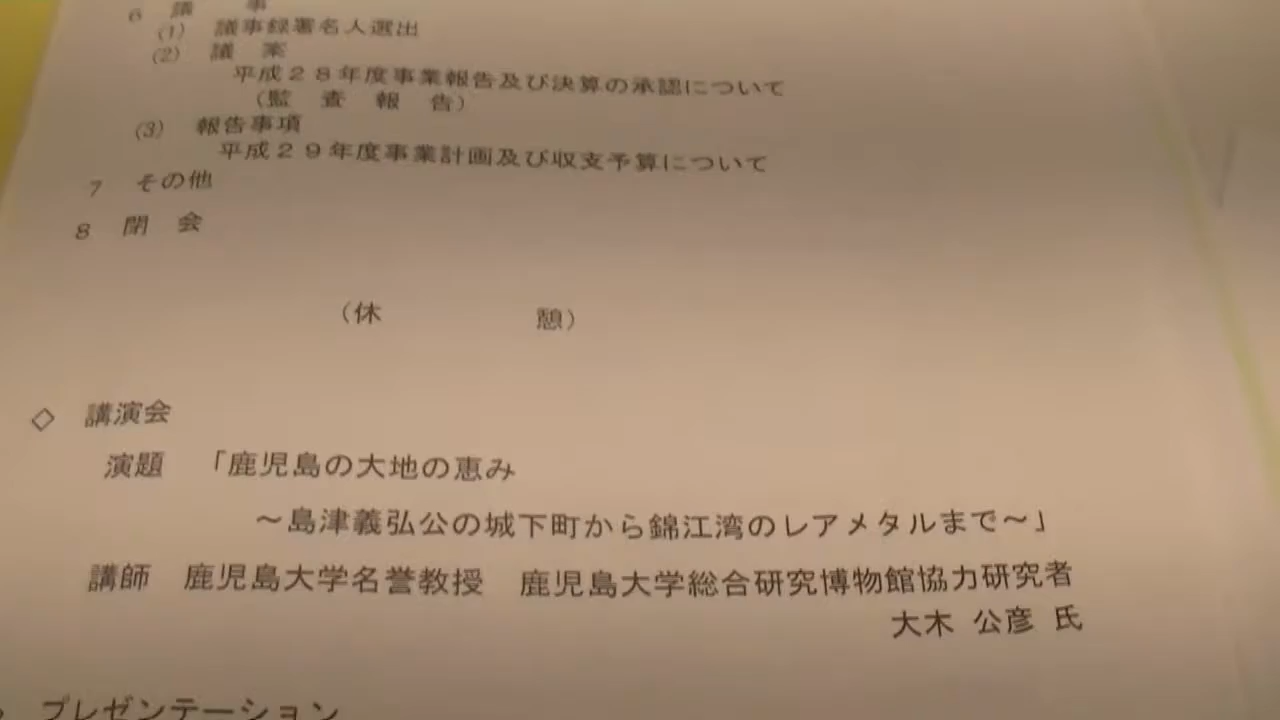 6 議 事
(1) 議事録署名人選出
(2) 議 案
平成28年度事業報告及び決算の承認について
(監 査 報 告)
(3) 報告事項
平成29年度事業計画及び収支予算について
7 その他
8 閉 会
(休 憩)
◇ 講演会
演題 「鹿児島の大地の恵み
~島津義弘公の城下町から錦江湾のレアメタルまで~」
講師 鹿児島大学名誉教授 鹿児島大学総合研究博物館協力研究者
大木 公彦 氏
プレゼンテーション